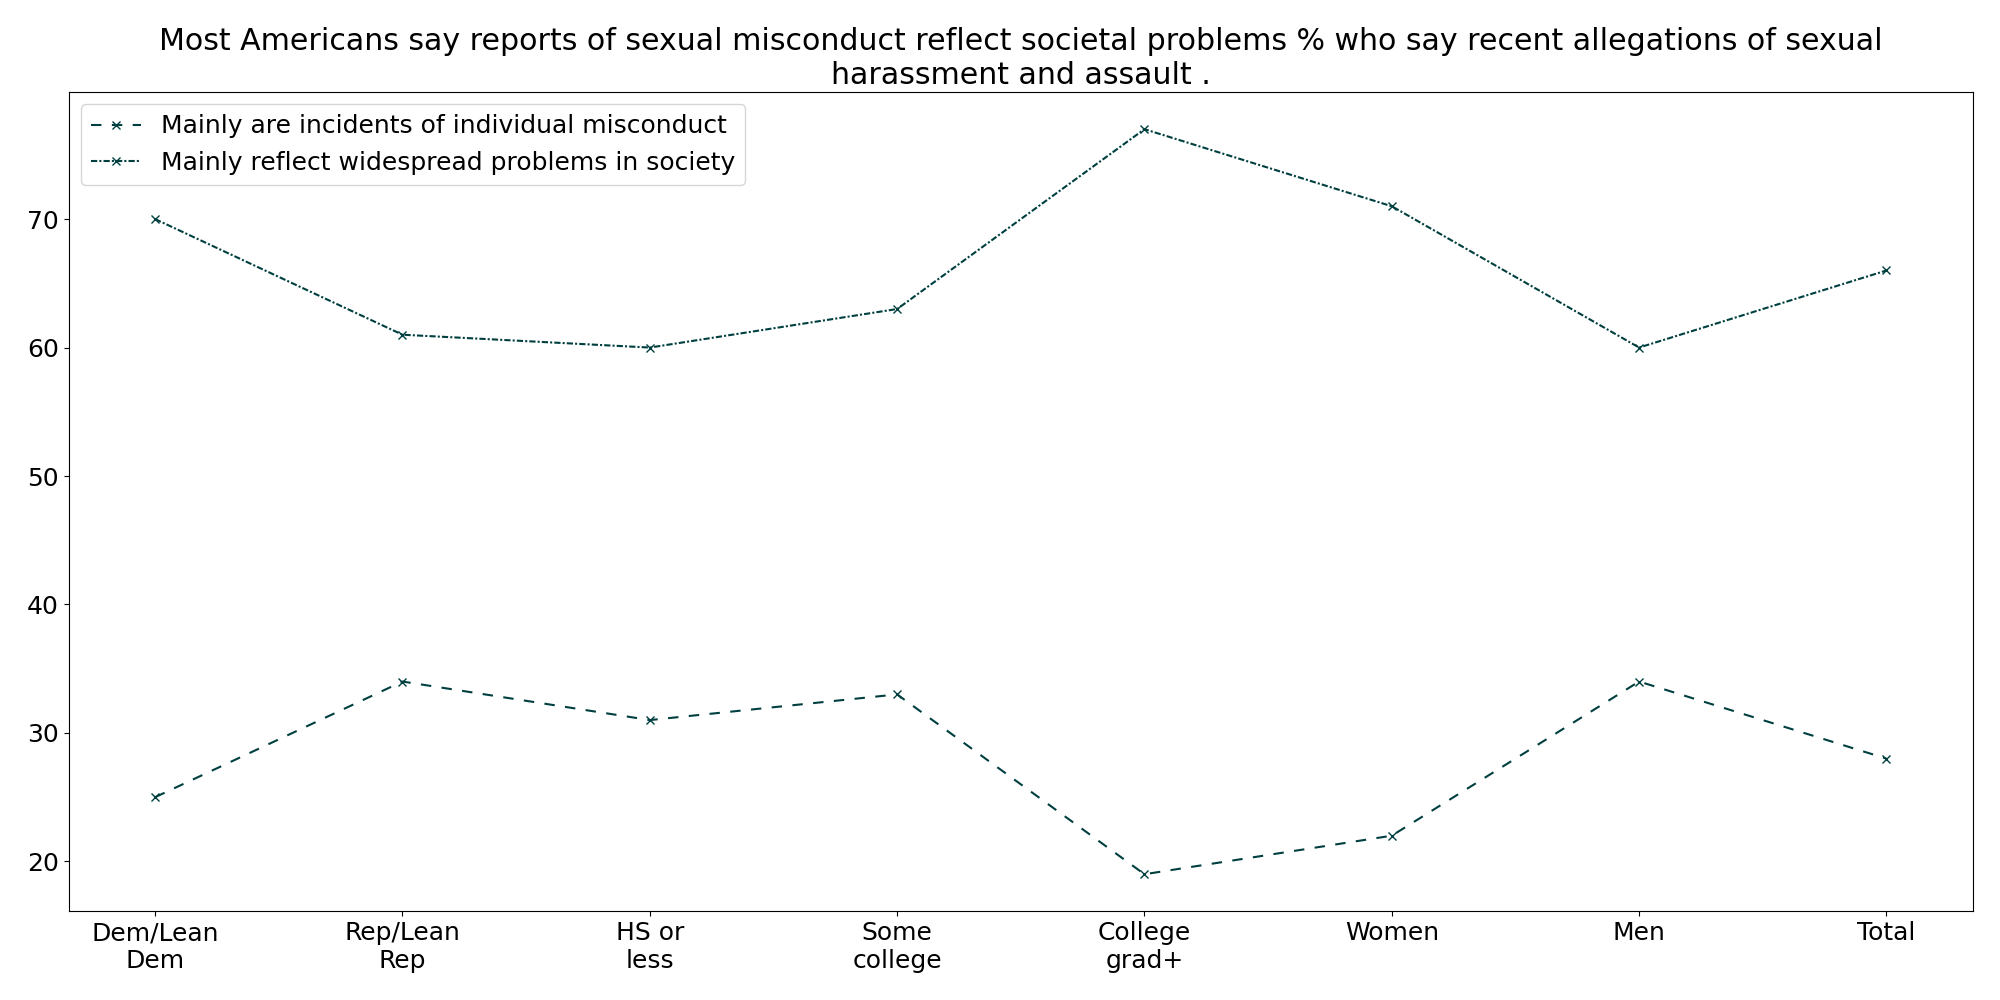 Most Americans say reports of sexual misconduct reflect societal problems % who say recent allegations of sexual
harassment and assault .
Mainly are incidents of individual misconduct
Mainly reflect widespread problems in society
70
60
50
40
30
20
Dem/Lean
Dem
Rep/Lean
Rep
HS or
less
Some
college
College
grad+
Women
Men
Total